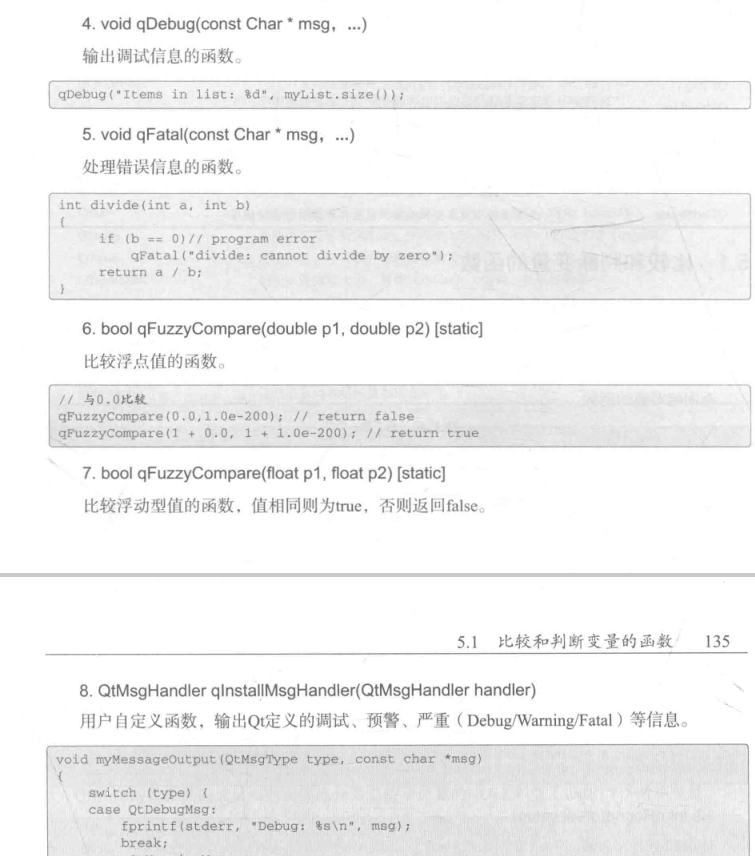 4. void qDebug(const Char * msg，...)
输出调试信息的函数。
qDebug("Items in list: %d", myList.size());
5. void qFatal(const Char * msg，...)
处理错误信息的函数。
int divide(int a, int b)
{
if (b == 0)// program error
qFatal("divide: cannot divide by zero");
return a / b;
}
6. bool qFuzzyCompare(double p1, double p2) [static]
比较浮点值的函数。
// 与0.0比较
qFuzzyCompare(0.0,1.0e-200); // return false
qFuzzyCompare(1 + 0.0, 1 + 1.0e-200); // return true
7. bool qFuzzyCompare(float p1, float p2) [static]
比较浮动型值的函数，值相同则为true，否则返回false。
5.1 比较和判断变量的函数 135
8. QtMsgHandler qInstallMsgHandler(QtMsgHandler handler)
用户自定义函数，输出Qt定义的调试、预警、严重（Debug/Warning/Fatal）等信息。
void myMessageOutput(QtMsgType type, const char *msg)
{
switch (type) {
case QtDebugMsg:
fprintf(stderr, "Debug: %s\n", msg);
break;